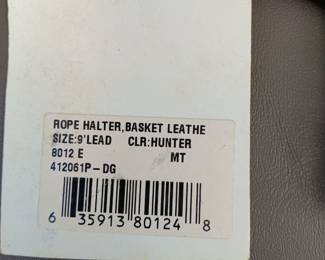 ROPE HALTER,BASKET LEATHE
SIZE:9'LEAD CLR:HUNTER
8012 E MT
412061P-DG
6 35913 80124 8